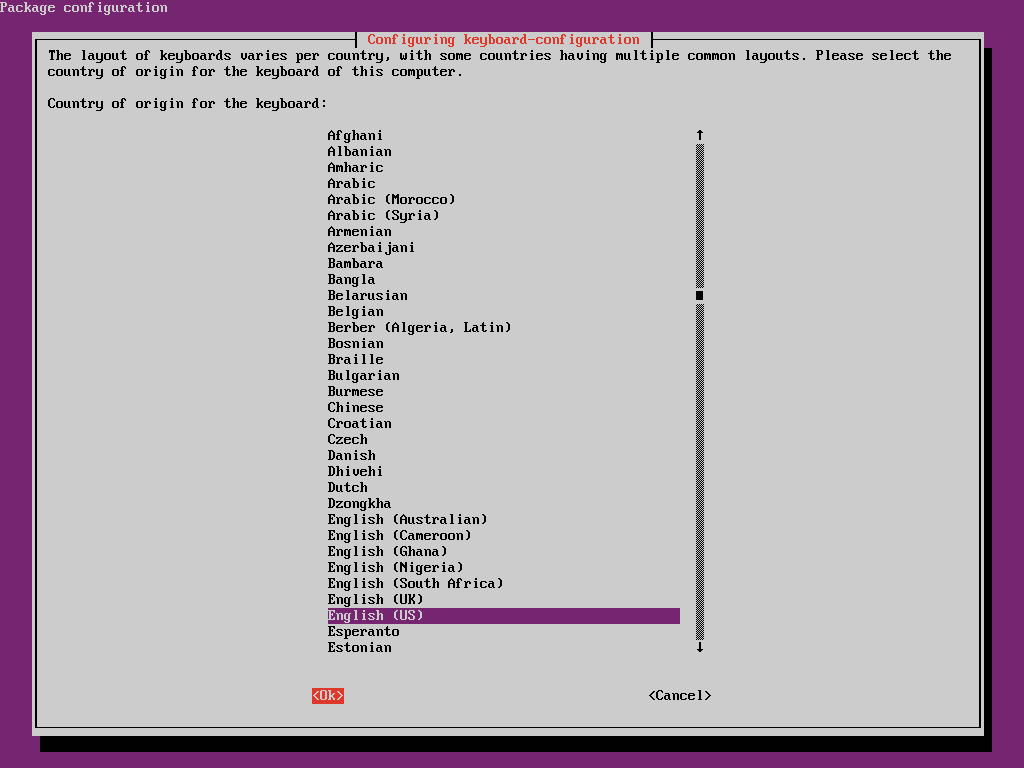 Package configuration
Configuring keyboard-configuration
The layout of keyboards varies per country, with some countries having multiple common layouts. Please select the
country of origin for the keyboard of this computer.
Country of origin for the keyboard:
Afghani
Albanian
Amharic
Arabic
Arabic (Morocco)
Arabic (Syria)
Armenian
Azerbaijani
Bambara
Bangla
Belarusian
Belgian
Berber (Algeria, Latin)
Bosnian
Braille
Bulgarian
Burmese
Chinese
Croatian
Czech
Danish
Dhivehi
Dutch
Dzongkha
English (Australian)
English (Cameroon)
English (Ghana)
English (Nigeria)
English (South Africa)
English (UK)
English (US)
Esperanto
Estonian
<Ok> <Cancel>